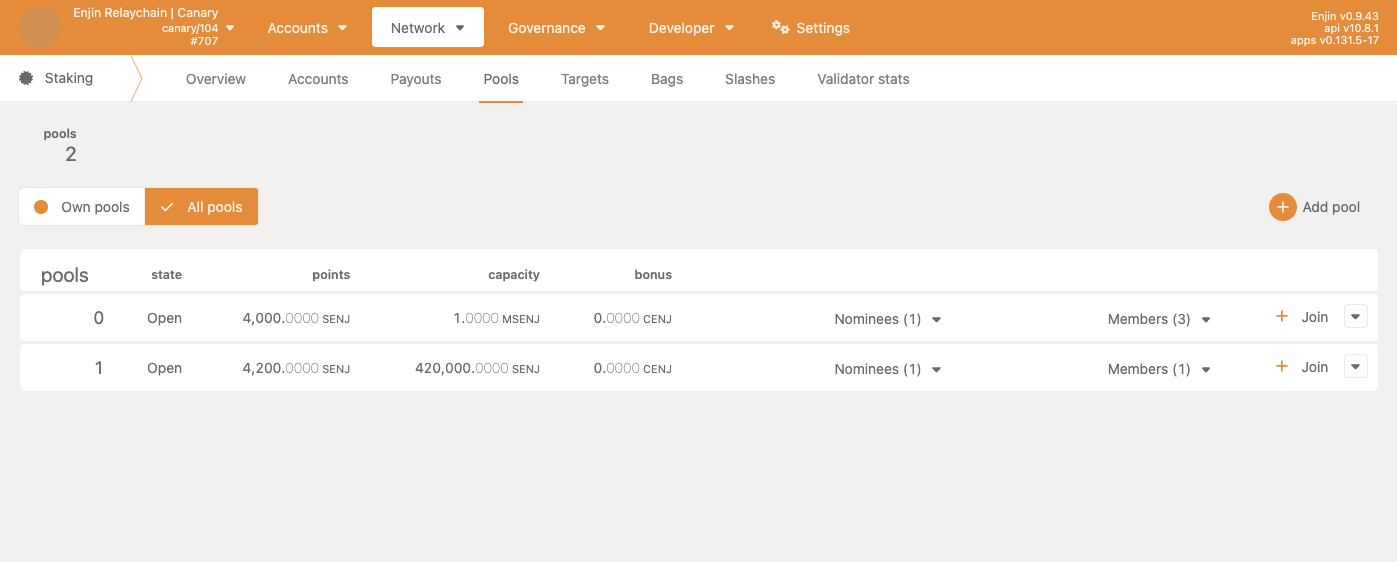 Enjin Relaychain | Canary
canary/104
#707
Accounts
Network
Governance
Developer
Settings
Enjin v0.9.43
api v10.8.1
apps v0.131.5-17
Staking
Overview
Accounts
Payouts
Pools
Targets
Bags
Slashes
Validator stats
pools
2
Own pools
All pools
Add pool
pools state points capacity bonus
0 Open 4,000.0000 SENJ 1.0000 MSENJ 0.0000 CENJ Nominees (1) Members (3) Join
1 Open 4,200.0000 SENJ 420,000.0000 SENJ 0.0000 CENJ Nominees (1) Members (1) Join